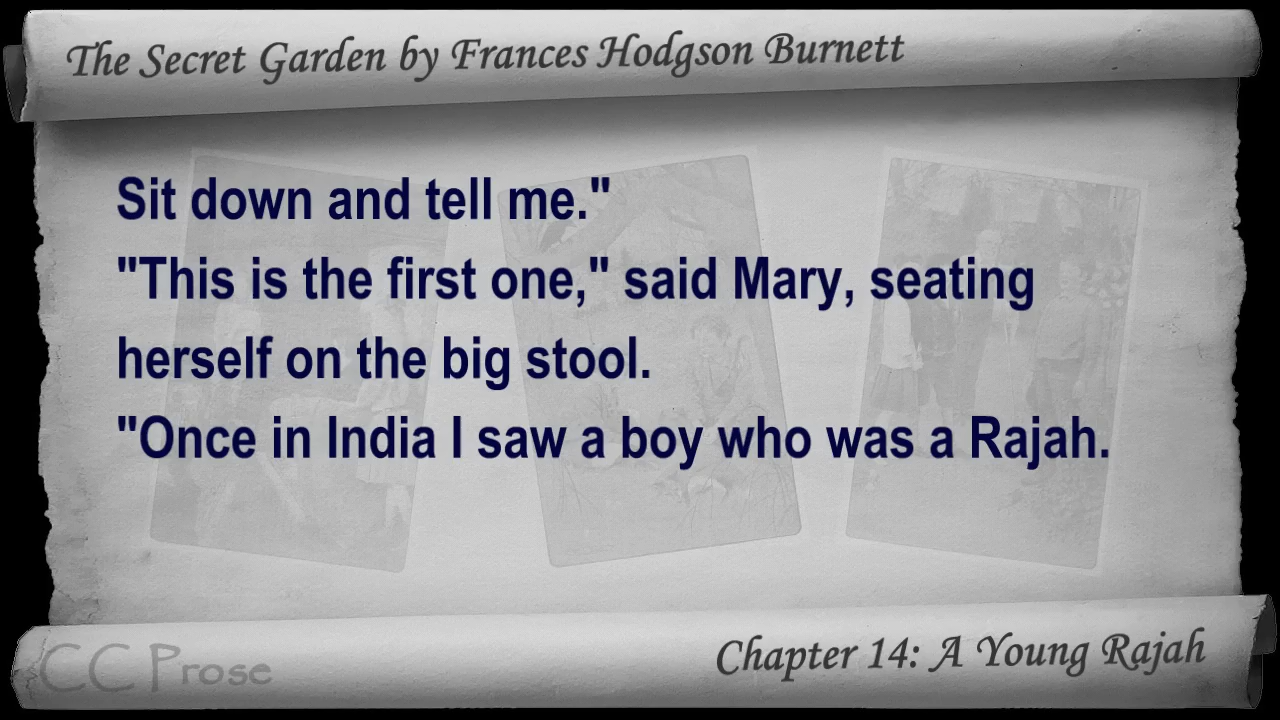 The Secret Garden by Frances Hodgson Burnett
Sit down and tell me."
"This is the first one," said Mary, seating
herself on the big stool.
"Once in India I saw a boy who was a Rajah.
CC Prose
Chapter 14: A Young Rajah